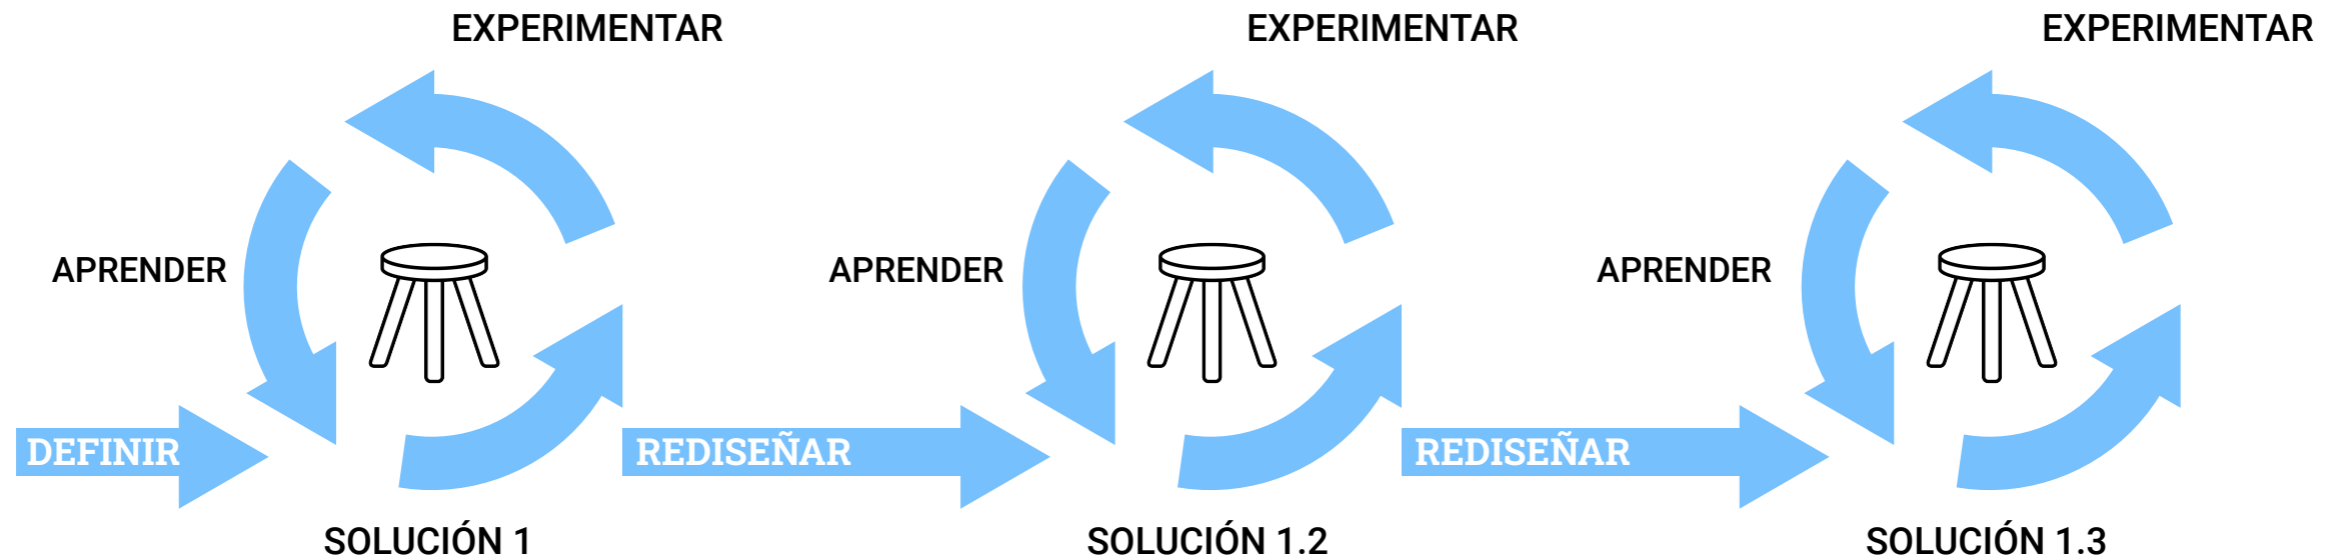 EXPERIMENTAR
EXPERIMENTAR
EXPERIMENTAR
APRENDER
APRENDER
APRENDER
DEFINIR
REDISEÑAR
REDISEÑAR
SOLUCIÓN 1
SOLUCIÓN 1.2
SOLUCIÓN 1.3